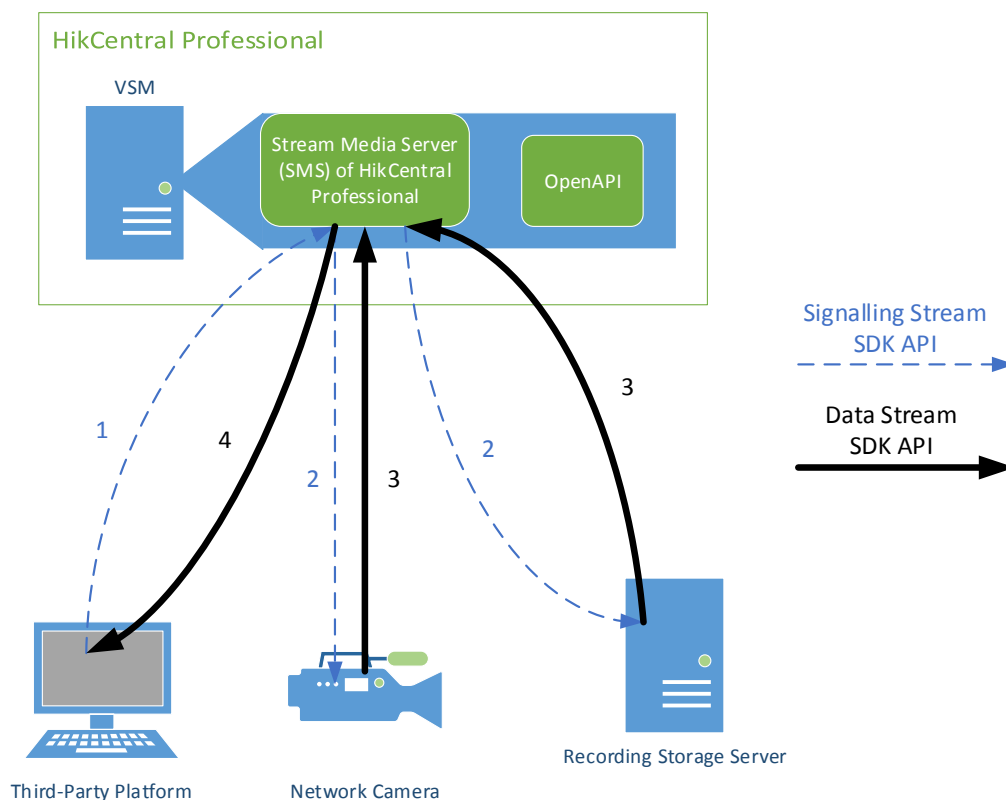 HikCentral Professional
VSM
Stream Media Server
(SMS) of HikCentral
Professional
OpenAPI
Signalling Stream
SDK API
Data Stream
SDK API
1
4
2
3
2
3
Third-Party Platform
Network Camera
Recording Storage Server